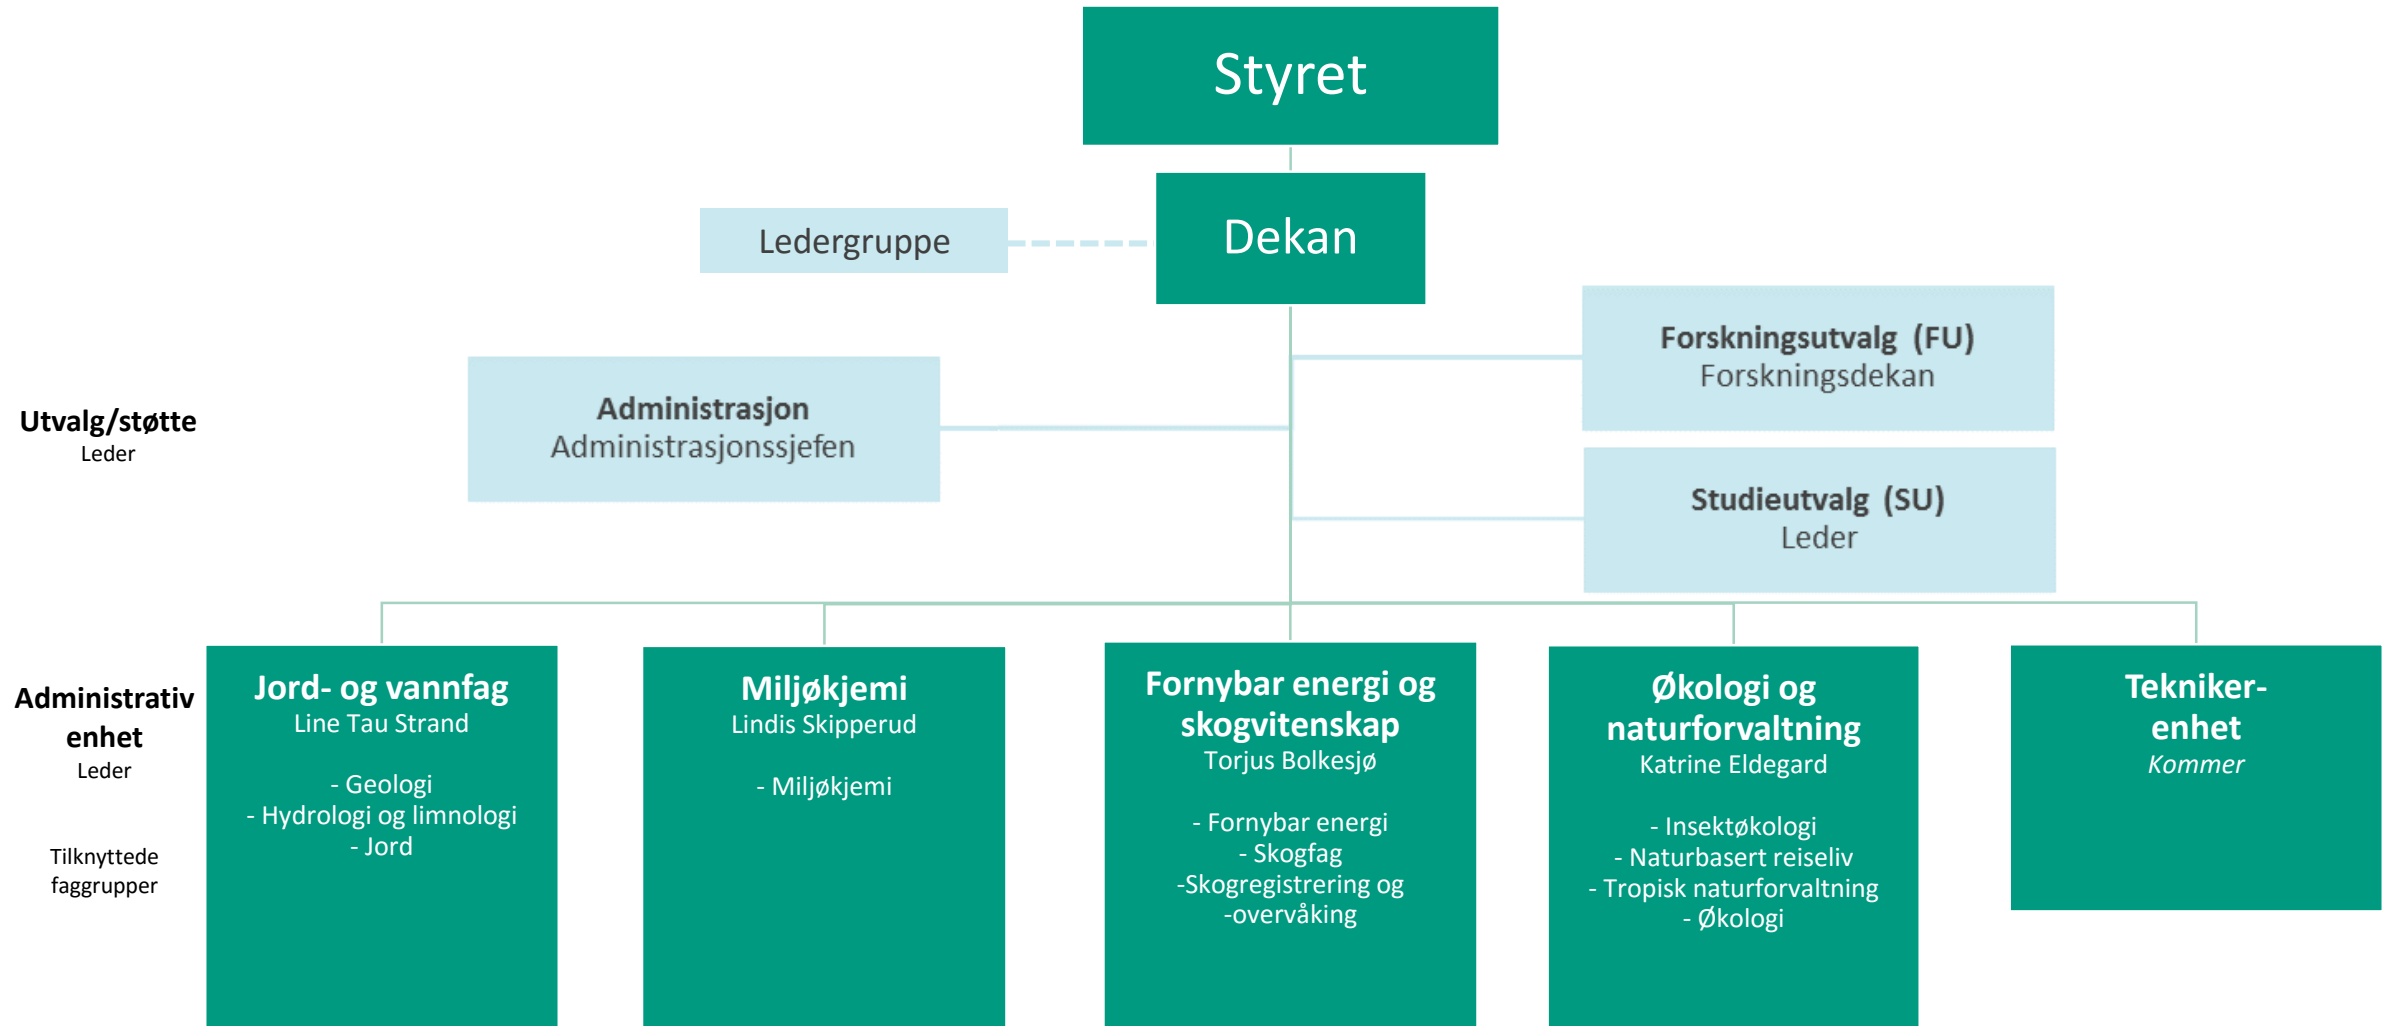 Styret
Dekan
Ledergruppe
Forskningsutvalg (FU)
Forskningsdekan
Administrasjon
Administrasjonssjefen
Utvalg/støtte
Leder
Studieutvalg (SU)
Leder
Administrativ
enhet
Leder
Tilknyttede
faggrupper
Jord- og vannfag
Line Tau Strand
- Geologi
- Hydrologi og limnologi
- Jord
Miljøkjemi
Lindis Skipperud
- Miljøkjemi
Fornybar energi og
skogvitenskap
Torjus Bolkesjø
- Fornybar energi
- Skogfag
-Skogregistrering og
-overvåking
Økologi og
naturforvaltning
Katrine Eldegard
- Insektøkologi
- Naturbasert reiseliv
- Tropisk naturforvaltning
- Økologi
Tekniker-
enhet
Kommer